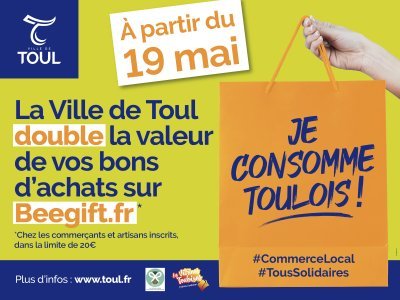 VILLE DE
TOUL
À partir du
19 mai
La Ville de Toul
double la valeur
de vos bons
d'achats sur
Beegift.fr*
*Chez les commerçants et artisans inscrits,
dans la limite de 20€
JE
CONSOMME
TOULOIS !
#CommerceLocal
#TousSolidaires
Plus d'infos : www.toul.fr